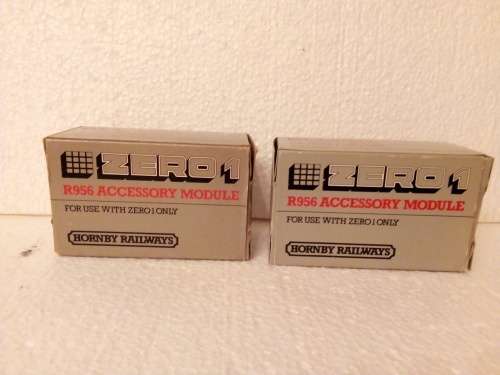 ZERO 1
R956 ACCESSORY MODULE
FOR USE WITH ZERO 1 ONLY
HORNBY RAILWAYS
ZERO 1
R956 ACCESSORY MODULE
FOR USE WITH ZERO 1 ONLY
HORNBY RAILWAYS